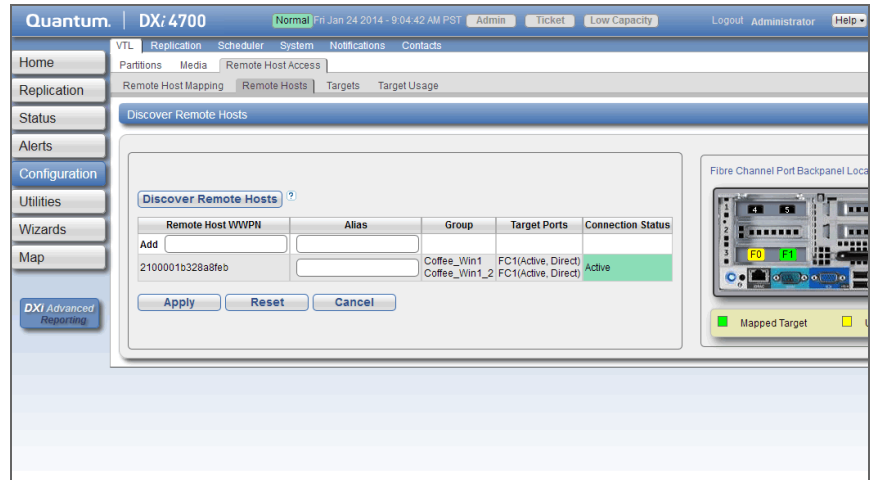 Quantum. DXi 4700 Normal Fri Jan 24 2014 - 9:04:42 AM PST Admin Ticket Low Capacity Logout Administrator Help
VTL Replication Scheduler System Notifications Contacts
Partitions Media Remote Host Access
Remote Host Mapping Remote Hosts Targets Target Usage
Home
Replication
Status
Alerts
Configuration
Utilities
Wizards
Map
DXi Advanced
Reporting
Discover Remote Hosts
Discover Remote Hosts ?
Remote Host WWPN Alias Group Target Ports Connection Status
Add
2100001b328a8feb Coffee_Win1 FC1(Active, Direct) Active
Coffee_Win1_2 FC1(Active, Direct)
Apply Reset Cancel
Fibre Channel Port Backpanel Loca
1 4 5
2
3 F0 F1
Mapped Target U